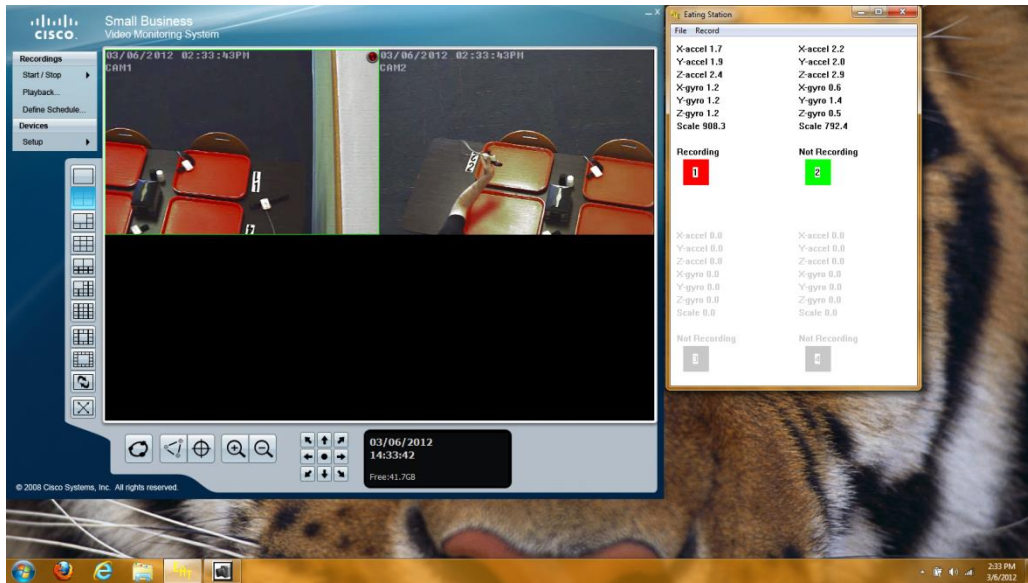 CISCO.
Small Business
Video Monitoring System
Recordings
Start / Stop
Playback...
Define Schedule...
Devices
Setup
03/06/2012 02:33:43PM
CAM1
03/06/2012 02:33:43PM
CAM2
03/06/2012
14:33:42
Free:41.7GB
© 2008 Cisco Systems, Inc. All rights reserved.
Eating Station
File Record
X-accel 1.7 X-accel 2.2
Y-accel 1.9 Y-accel 2.0
Z-accel 2.4 Z-accel 2.9
X-gyro 1.2 X-gyro 0.6
Y-gyro 1.2 Y-gyro 1.4
Z-gyro 1.2 Z-gyro 0.5
Scale 908.3 Scale 792.4
Recording Not Recording
1 2
X-accel 0.0 X-accel 0.0
Y-accel 0.0 Y-accel 0.0
Z-accel 0.0 Z-accel 0.0
X-gyro 0.0 X-gyro 0.0
Y-gyro 0.0 Y-gyro 0.0
Z-gyro 0.0 Z-gyro 0.0
Scale 0.0 Scale 0.0
Not Recording Not Recording
3 4
2:33 PM
3/6/2012